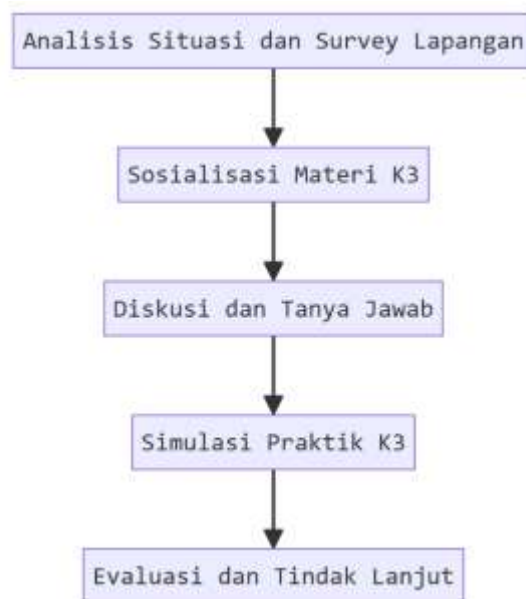 Analisis Situasi dan Survey Lapangan
Sosialisasi Materi K3
Diskusi dan Tanya Jawab
Simulasi Praktik K3
Evaluasi dan Tindak Lanjut